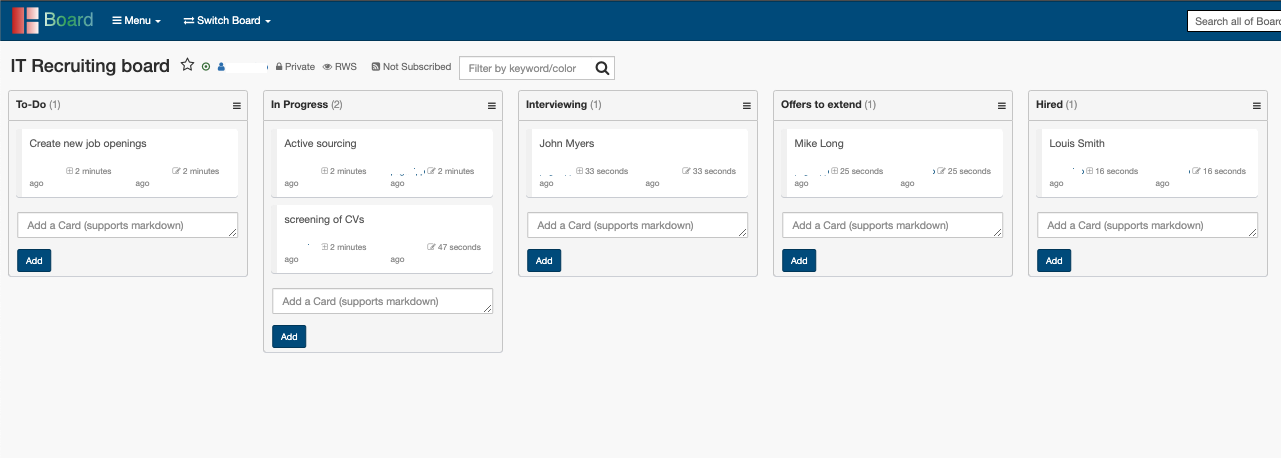 Board
Menu
Switch Board
Search all of Board
IT Recruiting board
Private
RWS
Not Subscribed
Filter by keyword/color
To-Do (1)
Create new job openings
2 minutes
ago
2 minutes
ago
Add a Card (supports markdown)
Add
In Progress (2)
Active sourcing
2 minutes
ago
2 minutes
ago
screening of CVs
2 minutes
ago
47 seconds
ago
Add a Card (supports markdown)
Add
Interviewing (1)
John Myers
33 seconds
ago
33 seconds
ago
Add a Card (supports markdown)
Add
Offers to extend (1)
Mike Long
25 seconds
ago
25 seconds
ago
Add a Card (supports markdown)
Add
Hired (1)
Louis Smith
16 seconds
ago
16 seconds
ago
Add a Card (supports markdown)
Add